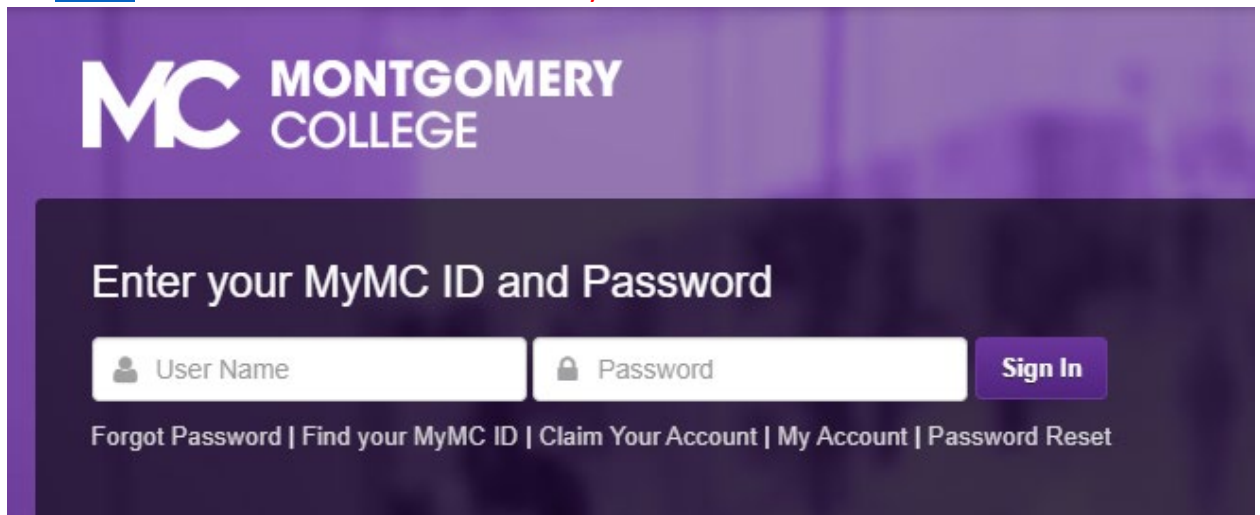 MC MONTGOMERY
COLLEGE
Enter your MyMC ID and Password
User Name Password Sign In
Forgot Password | Find your MyMC ID | Claim Your Account | My Account | Password Reset